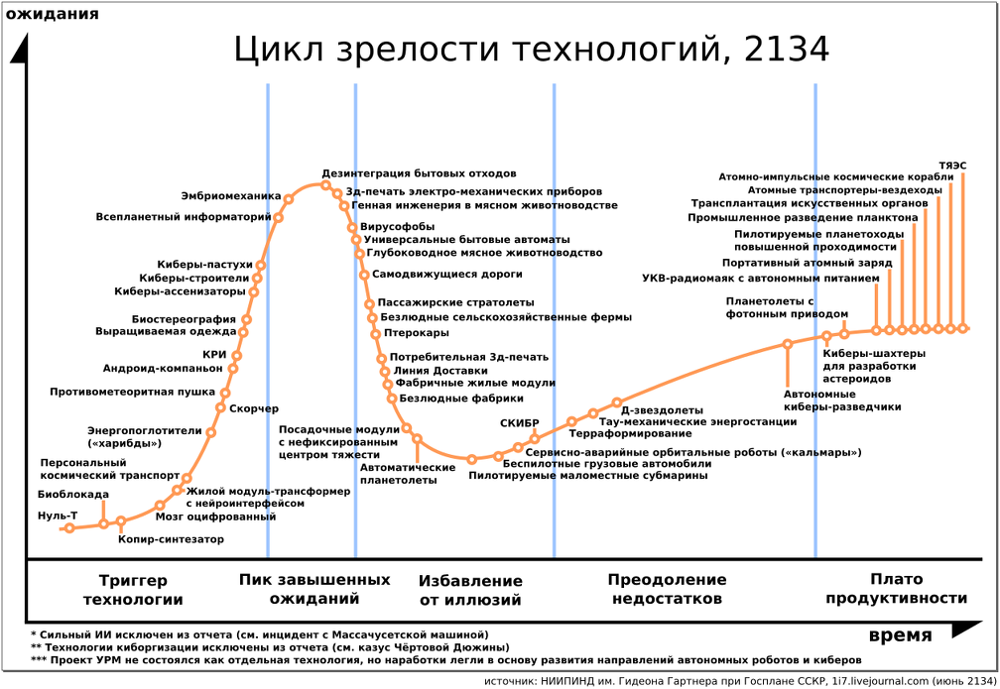 ожидания
Цикл зрелости технологий, 2134
Дезинтеграция бытовых отходов
Эмбриомеханика
3д-печать электро-механических приборов
Генная инженерия в мясном животноводстве
Всепланетный информаторий
Вирусофобы
Универсальные бытовые автоматы
Глубоководное мясное животноводство
Киберы-пастухи
Киберы-строители
Киберы-ассенизаторы
Самодвижущиеся дороги
Биостереография
Выращиваемая одежда
Пассажирские стратолеты
Безлюдные сельскохозяйственные фермы
Птерокары
КРИ
Андроид-компаньон
Потребительная 3д-печать
Линия Доставки
Фабричные жилые модули
Безлюдные фабрики
Противометеоритная пушка
Скорчер
Энергопоглотители
(«харибды»)
Посадочные модули
с нефиксированным
центром тяжести
Автоматические
планетолеты
Персональный
космический транспорт
Биоблокада
Жилой модуль-трансформер
с нейроинтерфейсом
Нуль-Т
Мозг оцифрованный
Копир-синтезатор
СКИБР
Д-звездолеты
Тау-механические энергостанции
Терраформирование
Сервисно-аварийные орбитальные роботы («кальмары»)
Беспилотные грузовые автомобили
Пилотируемые маломестные субмарины
ТЯЭС
Атомно-импульсные космические корабли
Атомные транспортеры-вездеходы
Трансплантация искусственных органов
Промышленное разведение планктона
Пилотируемые планетоходы
повышенной проходимости
Портативный атомный заряд
УКВ-радиомаяк с автономным питанием
Планетолеты с
фотонным приводом
Киберы-шахтеры
для разработки
астероидов
Автономные
киберы-разведчики
Триггер
технологии
Пик завышенных
ожиданий
Избавление
от иллюзий
Преодоление
недостатков
Плато
продуктивности
время
* Сильный ИИ исключен из отчета (см. инцидент с Массачусетской машиной)
** Технологии киборгизации исключены из отчета (см. казус Чёртовой Дюжины)
*** Проект УРМ не состоялся как отдельная технология, но наработки легли в основу развития направлений автономных роботов и киберов
источник: НИИПИНД им. Гидеона Гартнера при Госплане ССКР, 1i7.livejournal.com (июнь 2134)